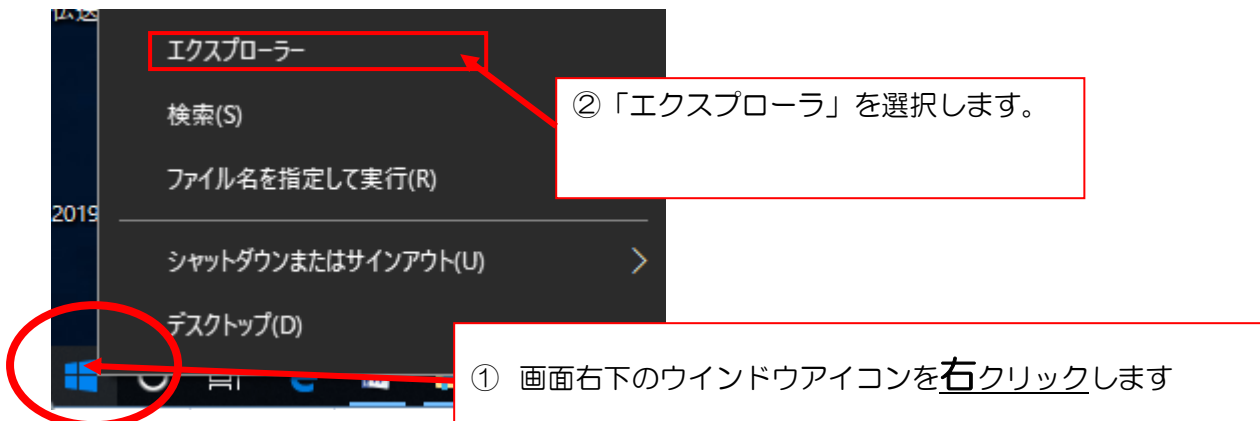 伝送
エクスプローラー
②「エクスプローラ」を選択します。
検索(S)
ファイル名を指定して実行(R)
2019
シャットダウンまたはサインアウト(U)
デスクトップ(D)
① 画面右下のウインドウアイコンを右クリックします